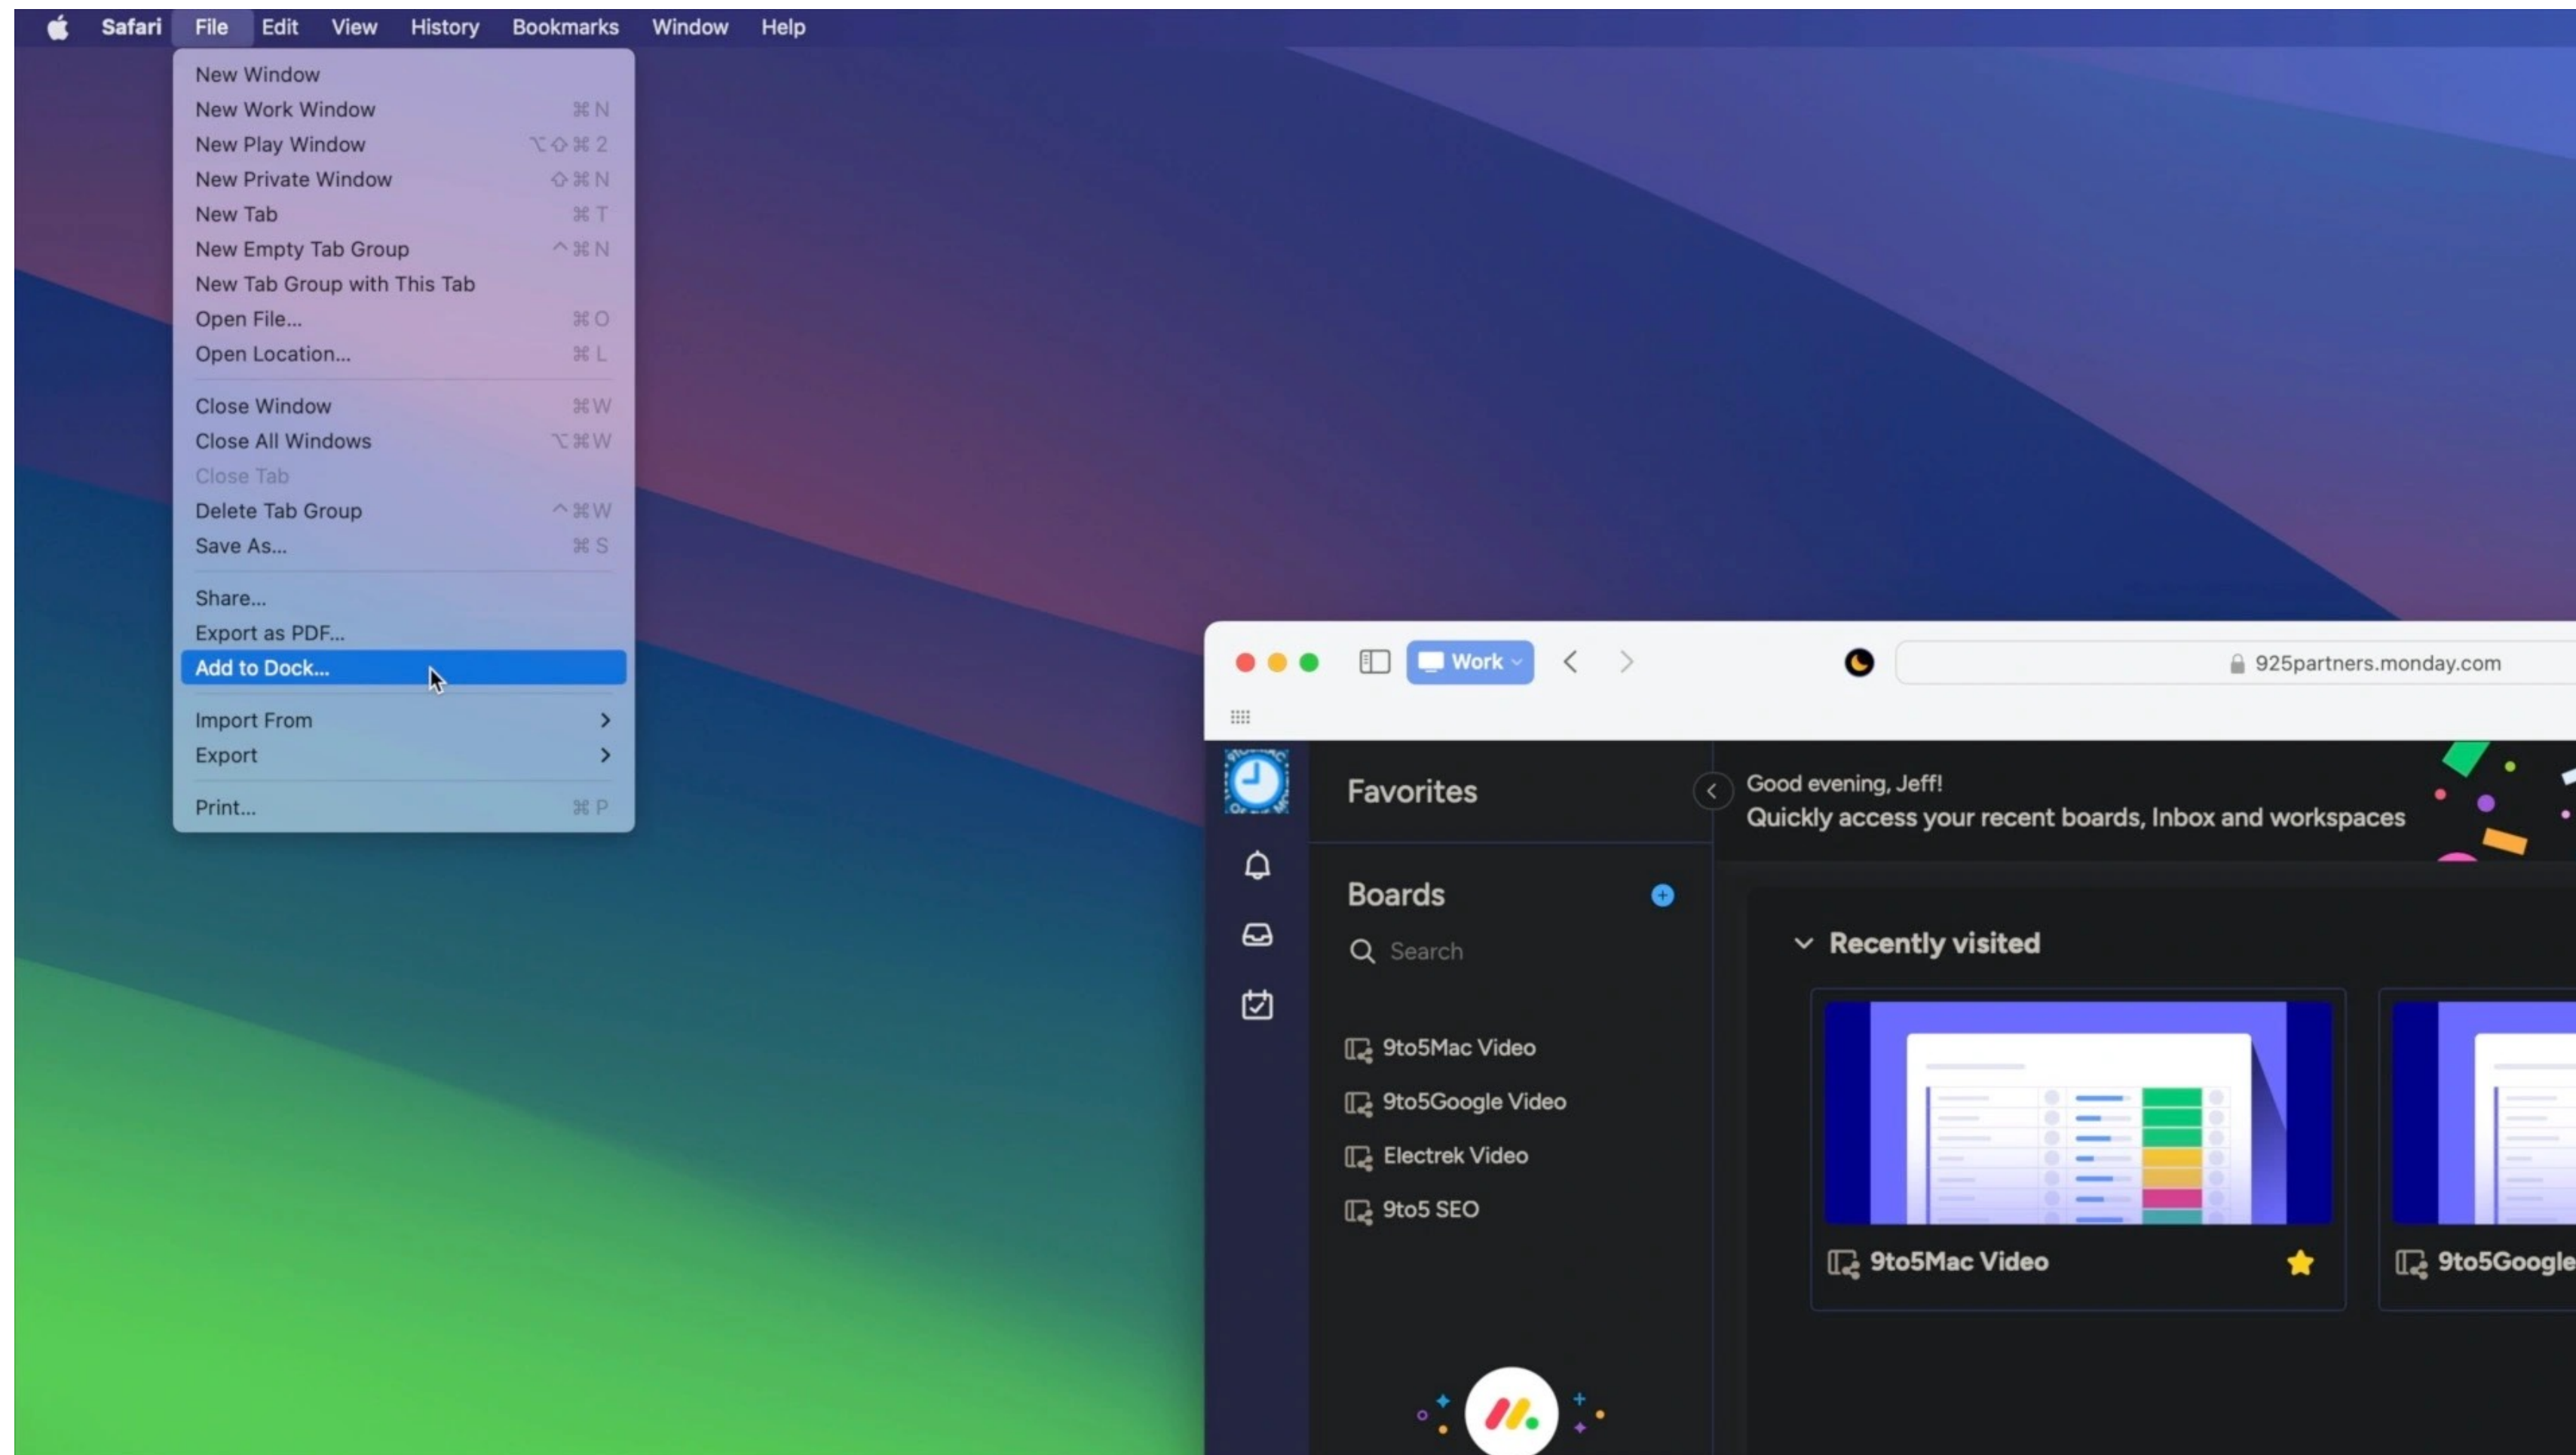 Safari File Edit View History Bookmarks Window Help
New Window
New Work Window ⌘ N
New Play Window ⌥⇧⌘ 2
New Private Window ⇧⌘ N
New Tab ⌘ T
New Empty Tab Group ^⌘ N
New Tab Group with This Tab
Open File... ⌘ O
Open Location... ⌘ L
Close Window ⌘ W
Close All Windows ⌥⌘ W
Close Tab
Delete Tab Group ^⌘ W
Save As... ⌘ S
Share...
Export as PDF...
Add to Dock...
Import From
Export
Print... ⌘ P
Work
925partners.monday.com
Favorites
Boards
Search
9to5Mac Video
9to5Google Video
Electrek Video
9to5 SEO
Good evening, Jeff!
Quickly access your recent boards, Inbox and workspaces
Recently visited
9to5Mac Video
9to5Google